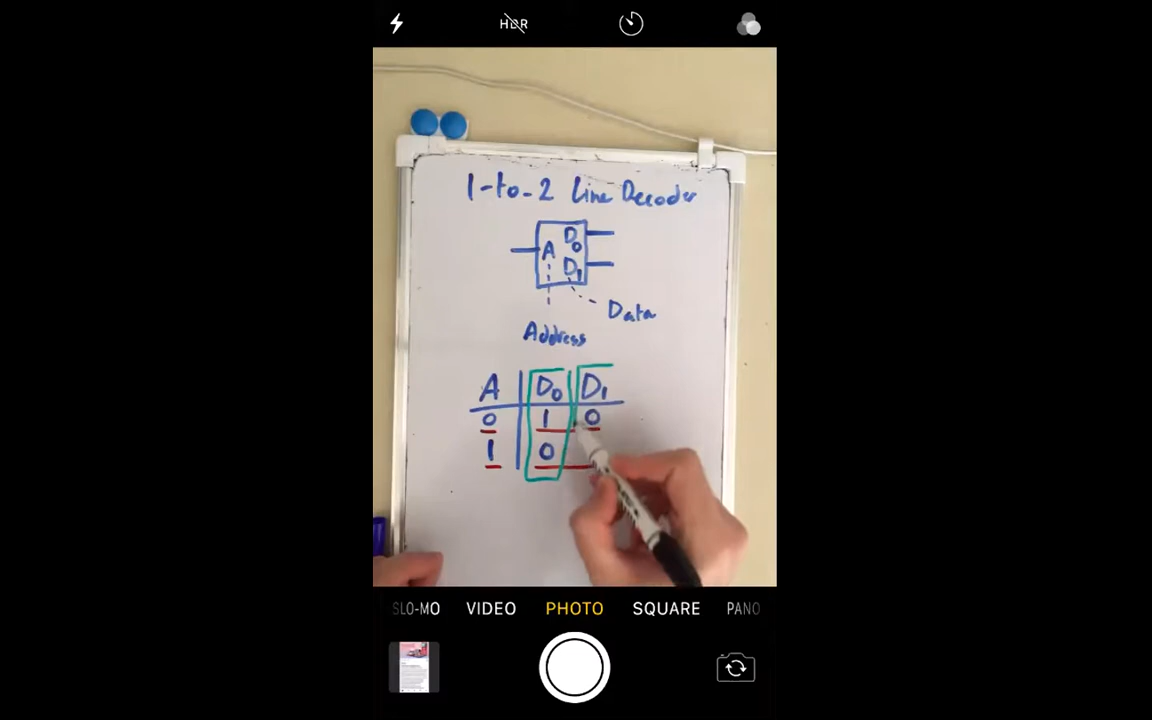 HDR
1-to-2 Line Decoder
A D0
D1
Data
Address
A D0 D1
0 1 0
1 0
SLO-MO VIDEO PHOTO SQUARE PANO